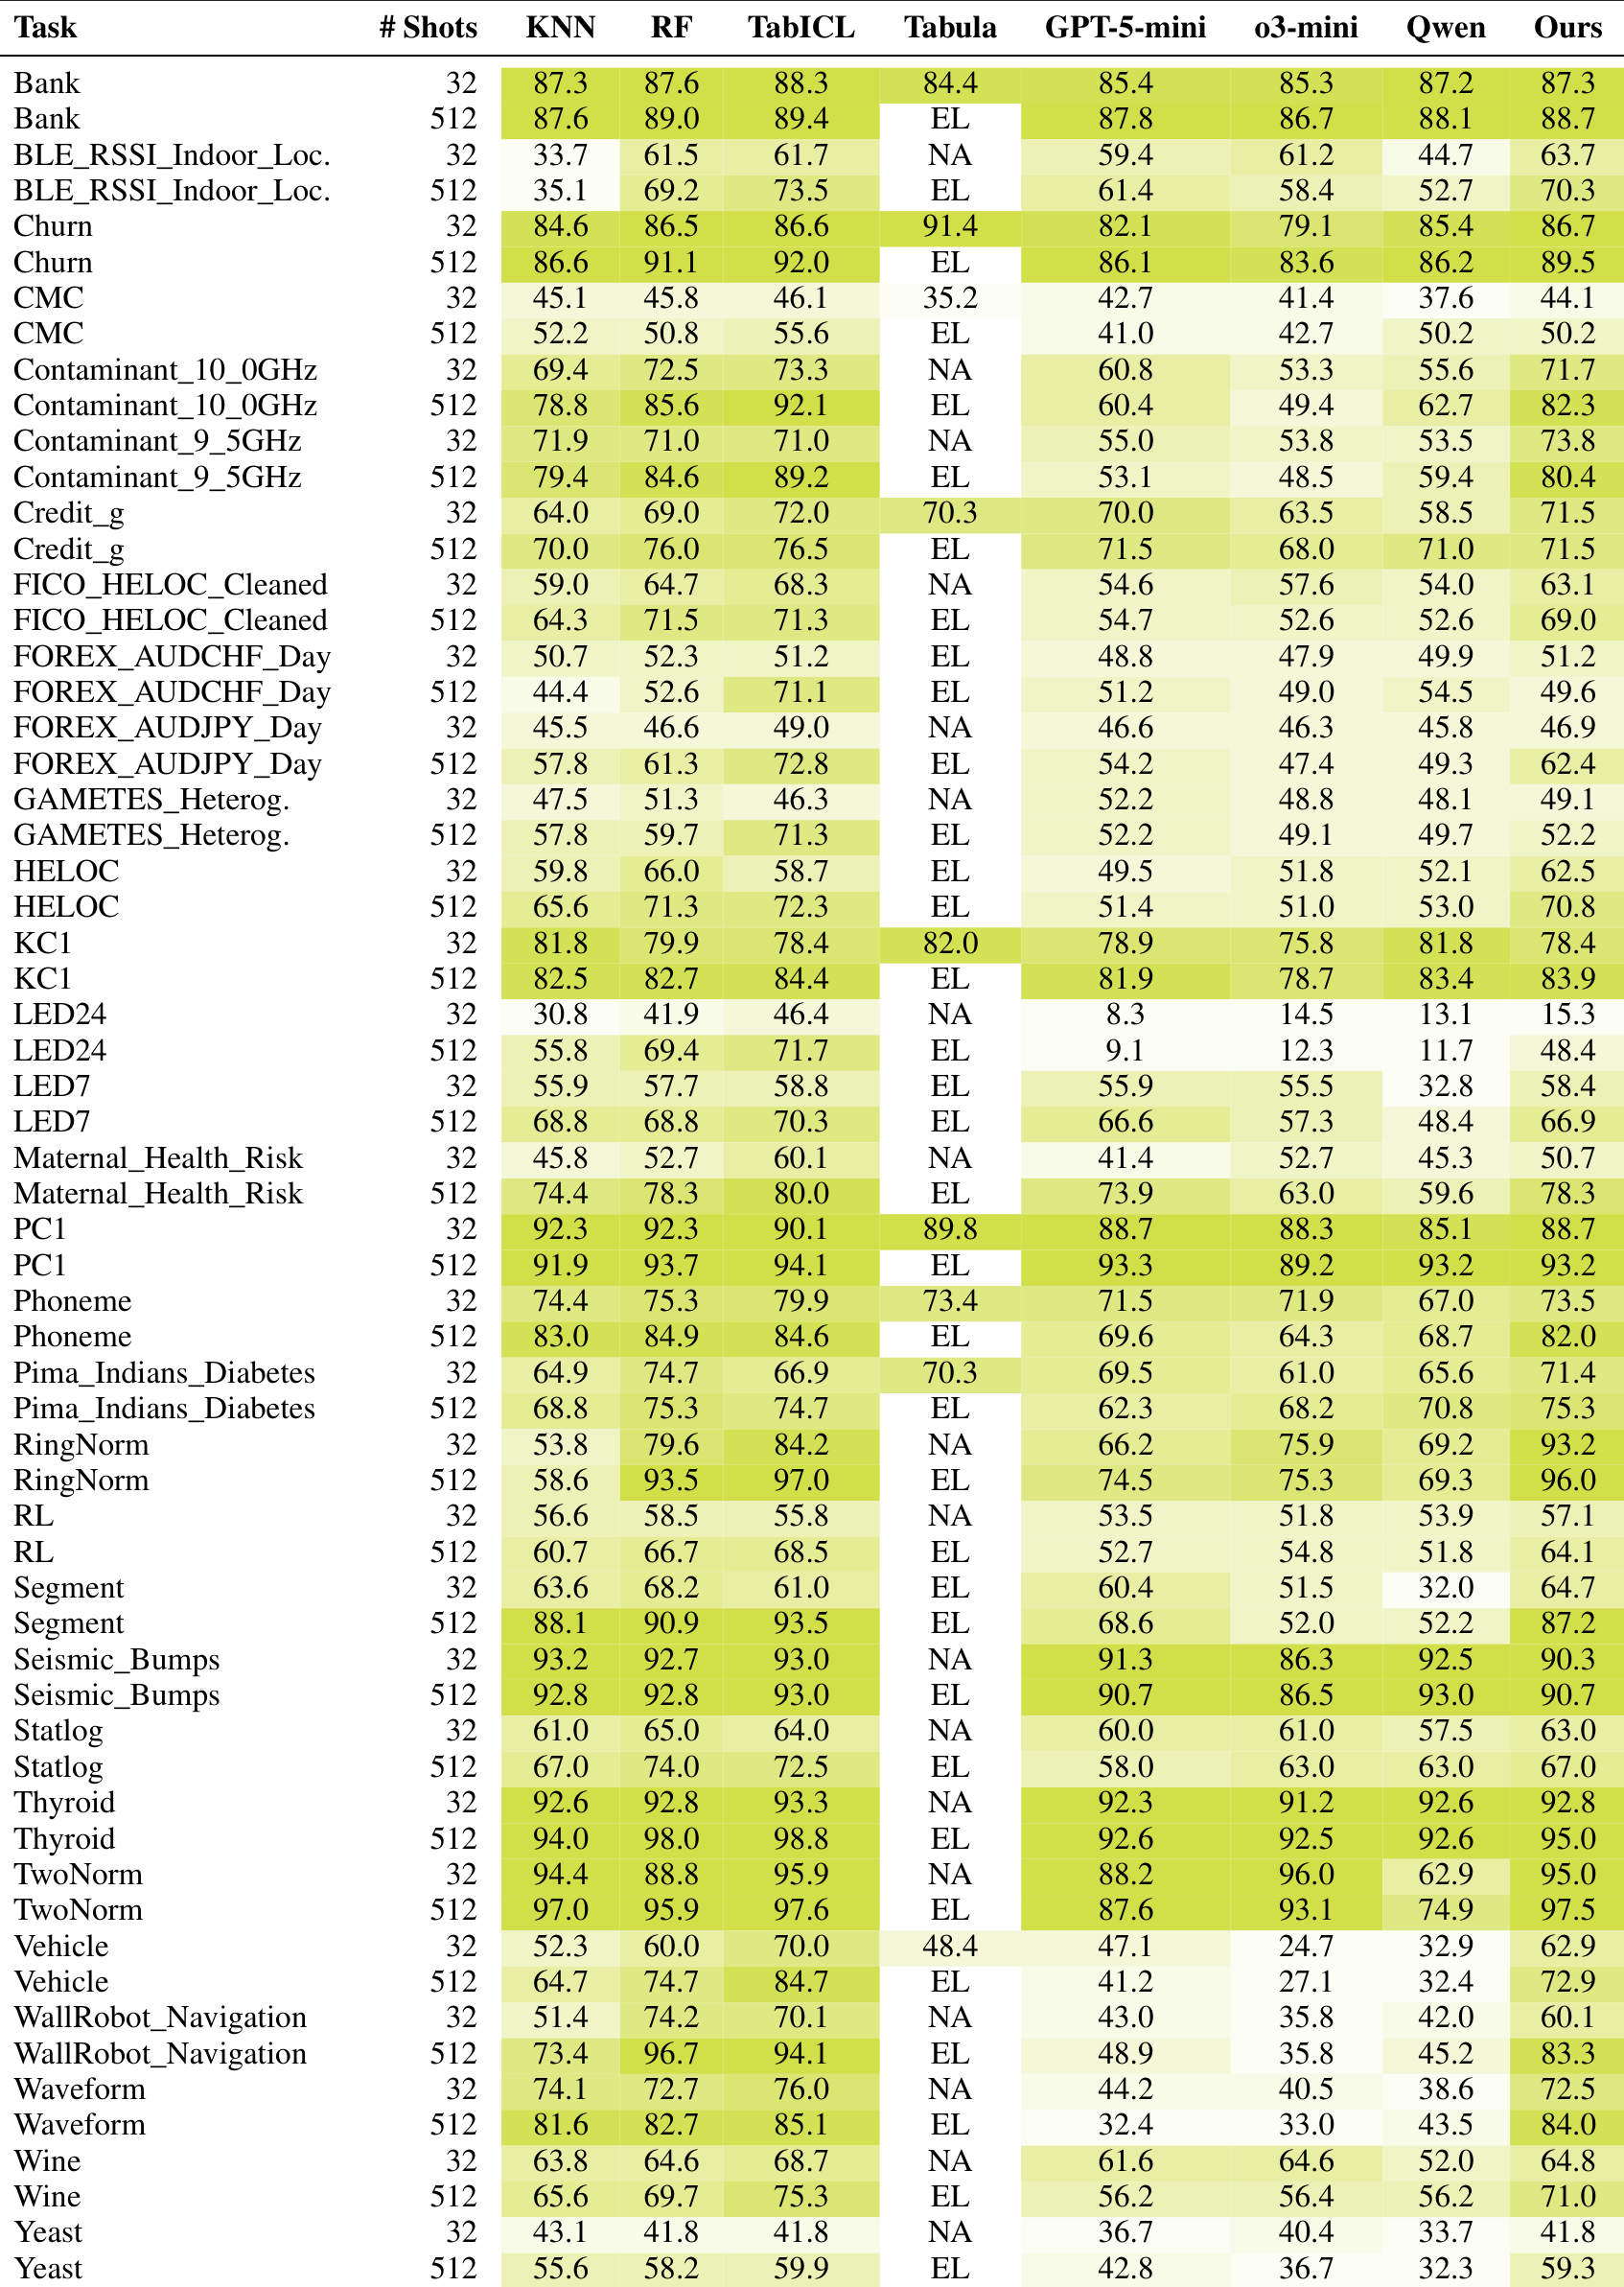 Task # Shots KNN RF TabICL Tabula GPT-5-mini o3-mini Qwen Ours
Bank 32 87.3 87.6 88.3 84.4 85.4 85.3 87.2 87.3
Bank 512 87.6 89.0 89.4 EL 87.8 86.7 88.1 88.7
BLE_RSSI_Indoor_Loc. 32 33.7 61.5 61.7 NA 59.4 61.2 44.7 63.7
BLE_RSSI_Indoor_Loc. 512 35.1 69.2 73.5 EL 61.4 58.4 52.7 70.3
Churn 32 84.6 86.5 86.6 91.4 82.1 79.1 85.4 86.7
Churn 512 86.6 91.1 92.0 EL 86.1 83.6 86.2 89.5
CMC 32 45.1 45.8 46.1 35.2 42.7 41.4 37.6 44.1
CMC 512 52.2 50.8 55.6 EL 41.0 42.7 50.2 50.2
Contaminant_10_0GHz 32 69.4 72.5 73.3 NA 60.8 53.3 55.6 71.7
Contaminant_10_0GHz 512 78.8 85.6 92.1 EL 60.4 49.4 62.7 82.3
Contaminant_9_5GHz 32 71.9 71.0 71.0 NA 55.0 53.8 53.5 73.8
Contaminant_9_5GHz 512 79.4 84.6 89.2 EL 53.1 48.5 59.4 80.4
Credit_g 32 64.0 69.0 72.0 70.3 70.0 63.5 58.5 71.5
Credit_g 512 70.0 76.0 76.5 EL 71.5 68.0 71.0 71.5
FICO_HELOC_Cleaned 32 59.0 64.7 68.3 NA 54.6 57.6 54.0 63.1
FICO_HELOC_Cleaned 512 64.3 71.5 71.3 EL 54.7 52.6 52.6 69.0
FOREX_AUDCHF_Day 32 50.7 52.3 51.2 EL 48.8 47.9 49.9 51.2
FOREX_AUDCHF_Day 512 44.4 52.6 71.1 EL 51.2 49.0 54.5 49.6
FOREX_AUDJPY_Day 32 45.5 46.6 49.0 NA 46.6 46.3 45.8 46.9
FOREX_AUDJPY_Day 512 57.8 61.3 72.8 EL 54.2 47.4 49.3 62.4
GAMETES_Heterog. 32 47.5 51.3 46.3 NA 52.2 48.8 48.1 49.1
GAMETES_Heterog. 512 57.8 59.7 71.3 EL 52.2 49.1 49.7 52.2
HELOC 32 59.8 66.0 58.7 EL 49.5 51.8 52.1 62.5
HELOC 512 65.6 71.3 72.3 EL 51.4 51.0 53.0 70.8
KC1 32 81.8 79.9 78.4 82.0 78.9 75.8 81.8 78.4
KC1 512 82.5 82.7 84.4 EL 81.9 78.7 83.4 83.9
LED24 32 30.8 41.9 46.4 NA 8.3 14.5 13.1 15.3
LED24 512 55.8 69.4 71.7 EL 9.1 12.3 11.7 48.4
LED7 32 55.9 57.7 58.8 EL 55.9 55.5 32.8 58.4
LED7 512 68.8 68.8 70.3 EL 66.6 57.3 48.4 66.9
Maternal_Health_Risk 32 45.8 52.7 60.1 NA 41.4 52.7 45.3 50.7
Maternal_Health_Risk 512 74.4 78.3 80.0 EL 73.9 63.0 59.6 78.3
PC1 32 92.3 92.3 90.1 89.8 88.7 88.3 85.1 88.7
PC1 512 91.9 93.7 94.1 EL 93.3 89.2 93.2 93.2
Phoneme 32 74.4 75.3 79.9 73.4 71.5 71.9 67.0 73.5
Phoneme 512 83.0 84.9 84.6 EL 69.6 64.3 68.7 82.0
Pima_Indians_Diabetes 32 64.9 74.7 66.9 70.3 69.5 61.0 65.6 71.4
Pima_Indians_Diabetes 512 68.8 75.3 74.7 EL 62.3 68.2 70.8 75.3
RingNorm 32 53.8 79.6 84.2 NA 66.2 75.9 69.2 93.2
RingNorm 512 58.6 93.5 97.0 EL 74.5 75.3 69.3 96.0
RL 32 56.6 58.5 55.8 NA 53.5 51.8 53.9 57.1
RL 512 60.7 66.7 68.5 EL 52.7 54.8 51.8 64.1
Segment 32 63.6 68.2 61.0 EL 60.4 51.5 32.0 64.7
Segment 512 88.1 90.9 93.5 EL 68.6 52.0 52.2 87.2
Seismic_Bumps 32 93.2 92.7 93.0 NA 91.3 86.3 92.5 90.3
Seismic_Bumps 512 92.8 92.8 93.0 EL 90.7 86.5 93.0 90.7
Statlog 32 61.0 65.0 64.0 NA 60.0 61.0 57.5 63.0
Statlog 512 67.0 74.0 72.5 EL 58.0 63.0 63.0 67.0
Thyroid 32 92.6 92.8 93.3 NA 92.3 91.2 92.6 92.8
Thyroid 512 94.0 98.0 98.8 EL 92.6 92.5 92.6 95.0
TwoNorm 32 94.4 88.8 95.9 NA 88.2 96.0 62.9 95.0
TwoNorm 512 97.0 95.9 97.6 EL 87.6 93.1 74.9 97.5
Vehicle 32 52.3 60.0 70.0 48.4 47.1 24.7 32.9 62.9
Vehicle 512 64.7 74.7 84.7 EL 41.2 27.1 32.4 72.9
WallRobot_Navigation 32 51.4 74.2 70.1 NA 43.0 35.8 42.0 60.1
WallRobot_Navigation 512 73.4 96.7 94.1 EL 48.9 35.8 45.2 83.3
Waveform 32 74.1 72.7 76.0 NA 44.2 40.5 38.6 72.5
Waveform 512 81.6 82.7 85.1 EL 32.4 33.0 43.5 84.0
Wine 32 63.8 64.6 68.7 NA 61.6 64.6 52.0 64.8
Wine 512 65.6 69.7 75.3 EL 56.2 56.4 56.2 71.0
Yeast 32 43.1 41.8 41.8 NA 36.7 40.4 33.7 41.8
Yeast 512 55.6 58.2 59.9 EL 42.8 36.7 32.3 59.3